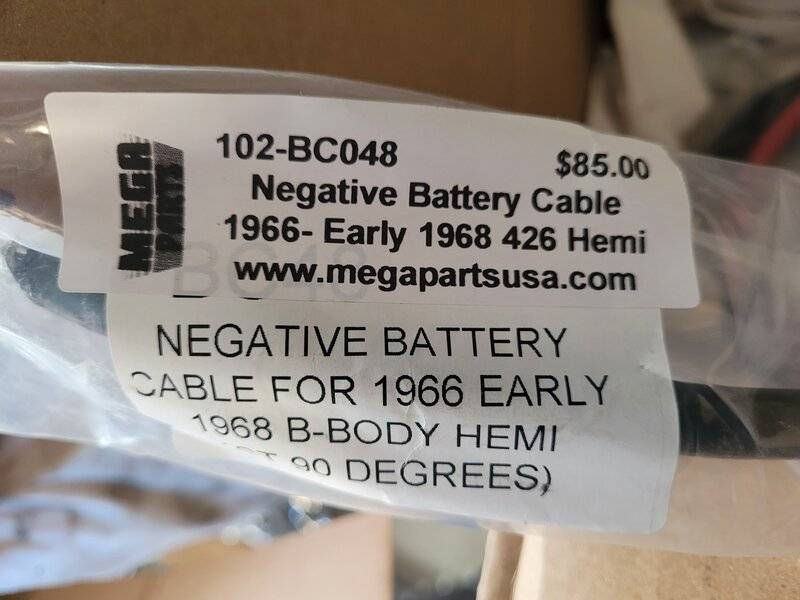 MEGA
PARTS
102-BC048
$85.00
Negative Battery Cable
1966- Early 1968 426 Hemi
www.megapartsusa.com
BC48
NEGATIVE BATTERY
CABLE FOR 1966 EARLY
1968 B-BODY HEMI
90 DEGREES)